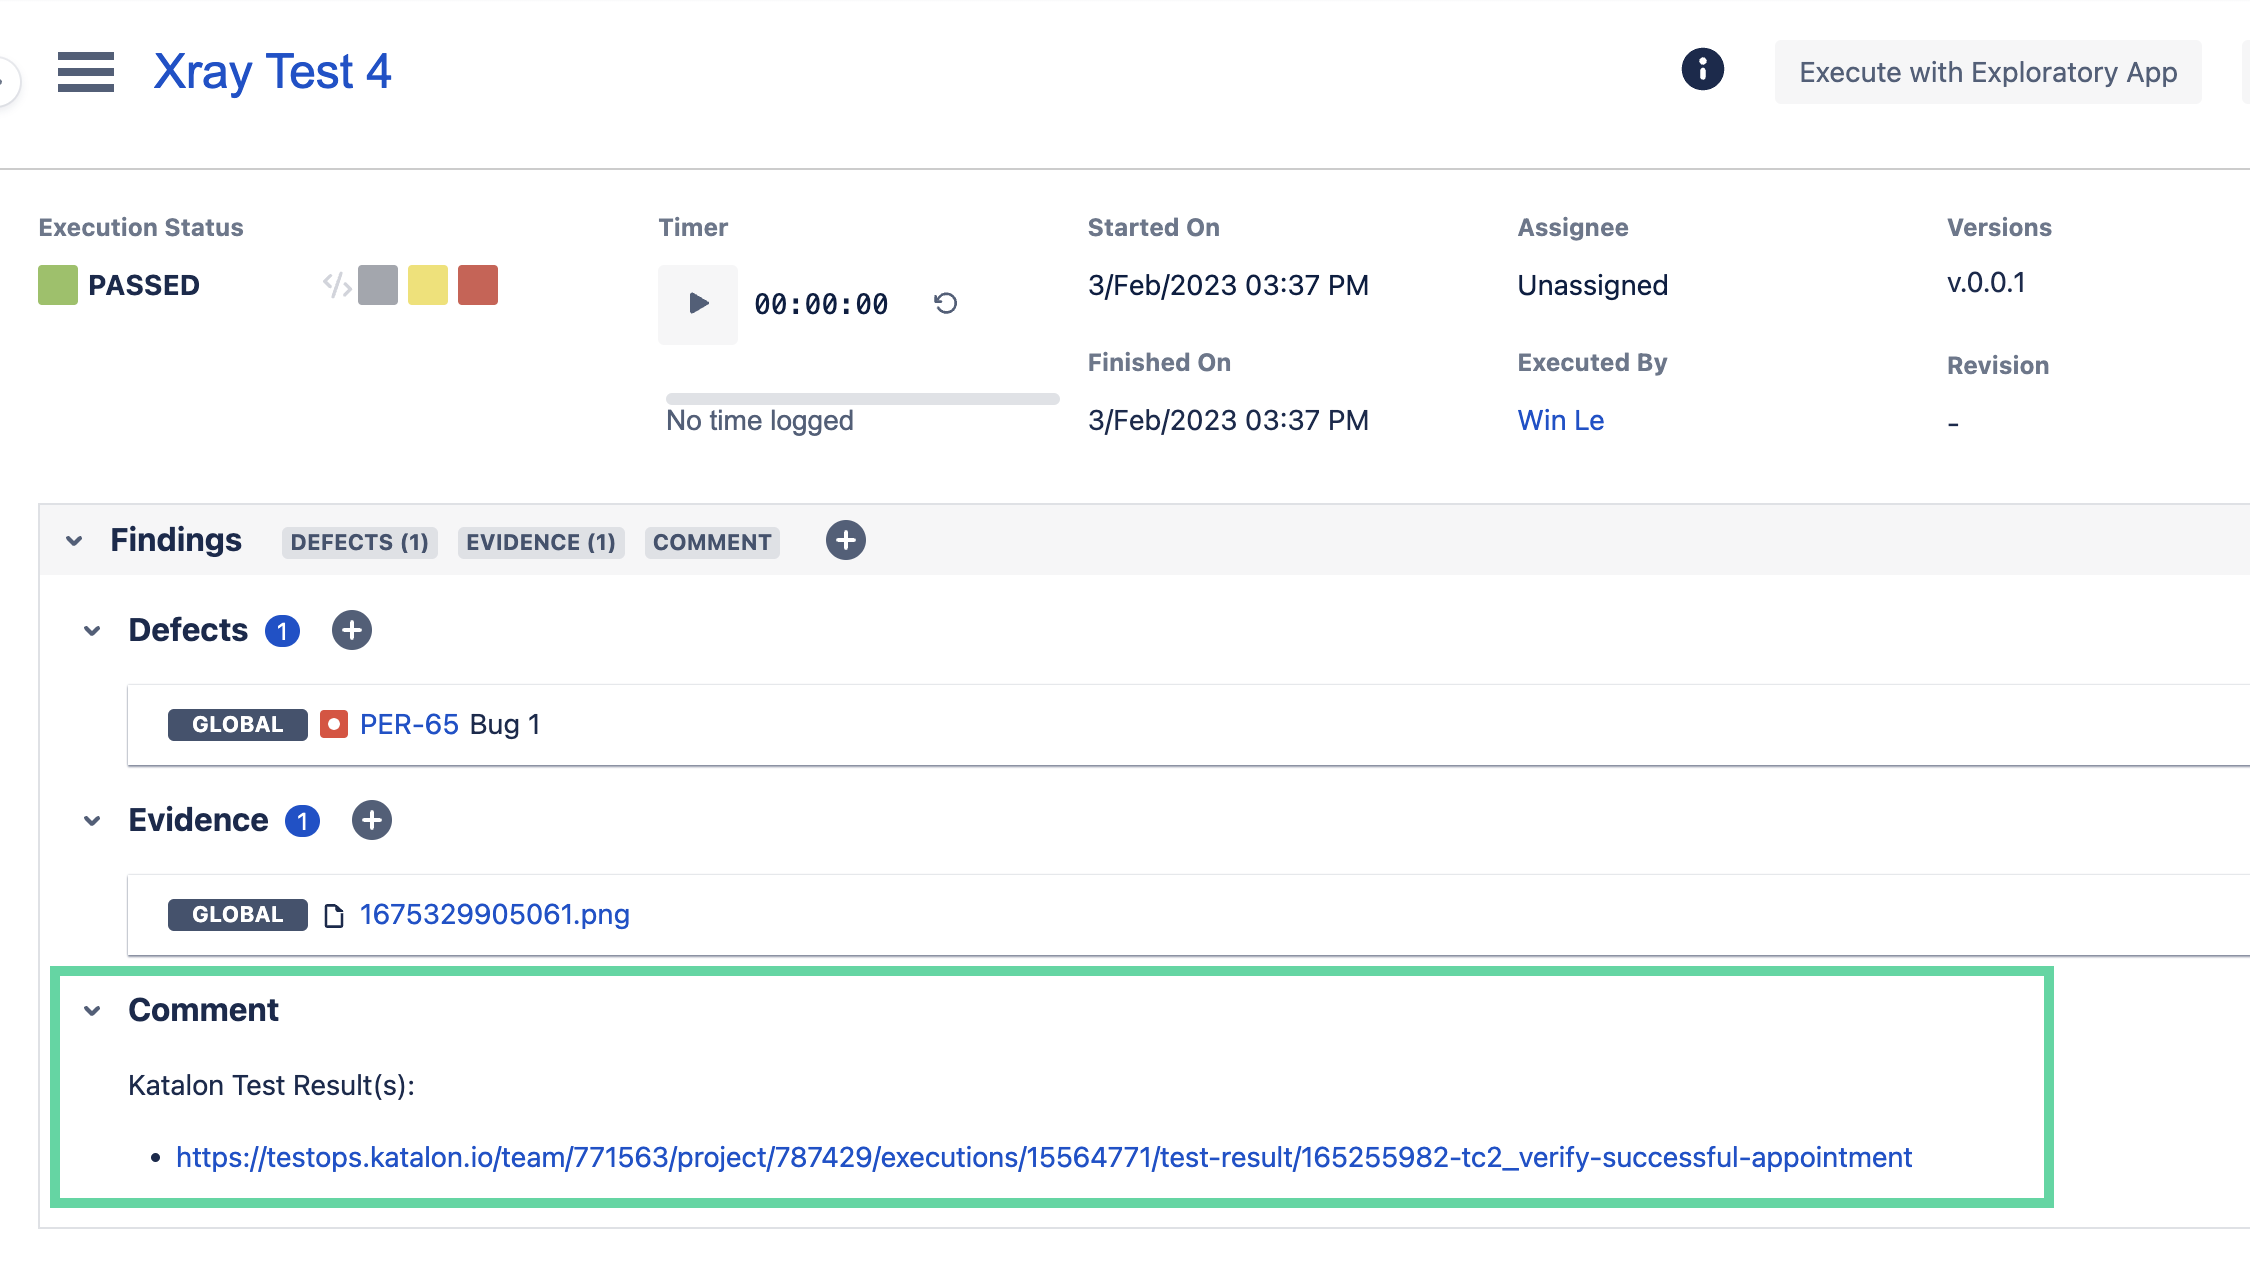 Xray Test 4
Execute with Exploratory App
Execution Status
PASSED
</>
Timer
00:00:00
No time logged
Started On
3/Feb/2023 03:37 PM
Finished On
3/Feb/2023 03:37 PM
Assignee
Unassigned
Executed By
Win Le
Versions
v.0.0.1
Revision
-
Findings DEFECTS (1) EVIDENCE (1) COMMENT
Defects 1
GLOBAL PER-65 Bug 1
Evidence 1
GLOBAL 1675329905061.png
Comment
Katalon Test Result(s):
• https://testops.katalon.io/team/771563/project/787429/executions/15564771/test-result/165255982-tc2_verify-successful-appointment